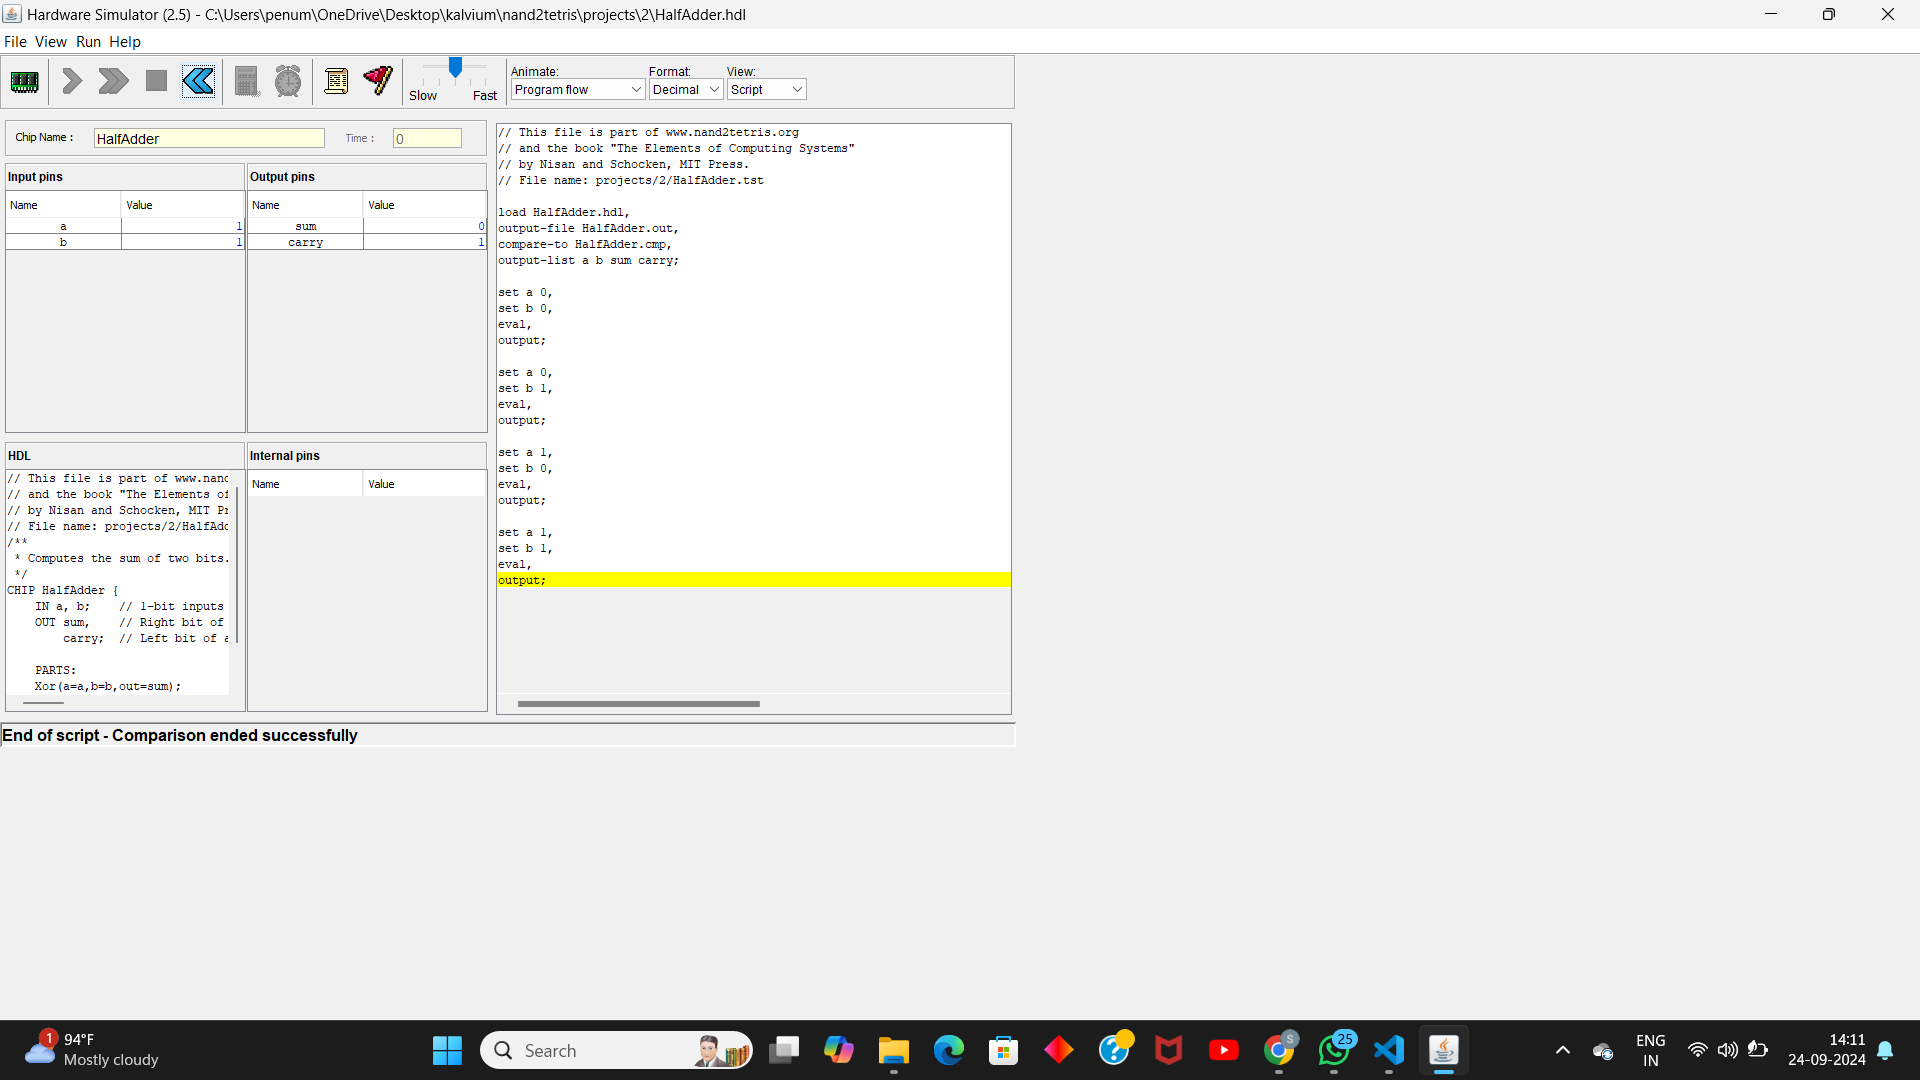 Hardware Simulator (2.5) - C:\Users\penum\OneDrive\Desktop\kalvium\nand2tetris\projects\2\HalfAdder.hdl
File View Run Help
Slow Fast
Animate: Format: View:
Program flow Decimal Script
Chip Name : HalfAdder Time : 0
Input pins
Name Value
a 1
b 1
Output pins
Name Value
sum 0
carry 1
HDL
// This file is part of www.nand
// and the book "The Elements of
// by Nisan and Schocken, MIT Pr
// File name: projects/2/HalfAdd
/**
* Computes the sum of two bits.
*/
CHIP HalfAdder {
IN a, b;    // 1-bit inputs
OUT sum,    // Right bit of
carry;  // Left bit of a
PARTS:
Xor(a=a,b=b,out=sum);
Internal pins
Name Value
// This file is part of www.nand2tetris.org
// and the book "The Elements of Computing Systems"
// by Nisan and Schocken, MIT Press.
// File name: projects/2/HalfAdder.tst
load HalfAdder.hdl,
output-file HalfAdder.out,
compare-to HalfAdder.cmp,
output-list a b sum carry;
set a 0,
set b 0,
eval,
output;
set a 0,
set b 1,
eval,
output;
set a 1,
set b 0,
eval,
output;
set a 1,
set b 1,
eval,
output;
End of script - Comparison ended successfully
1
94°F
Mostly cloudy
Search
S
25
ENG
IN
14:11
24-09-2024